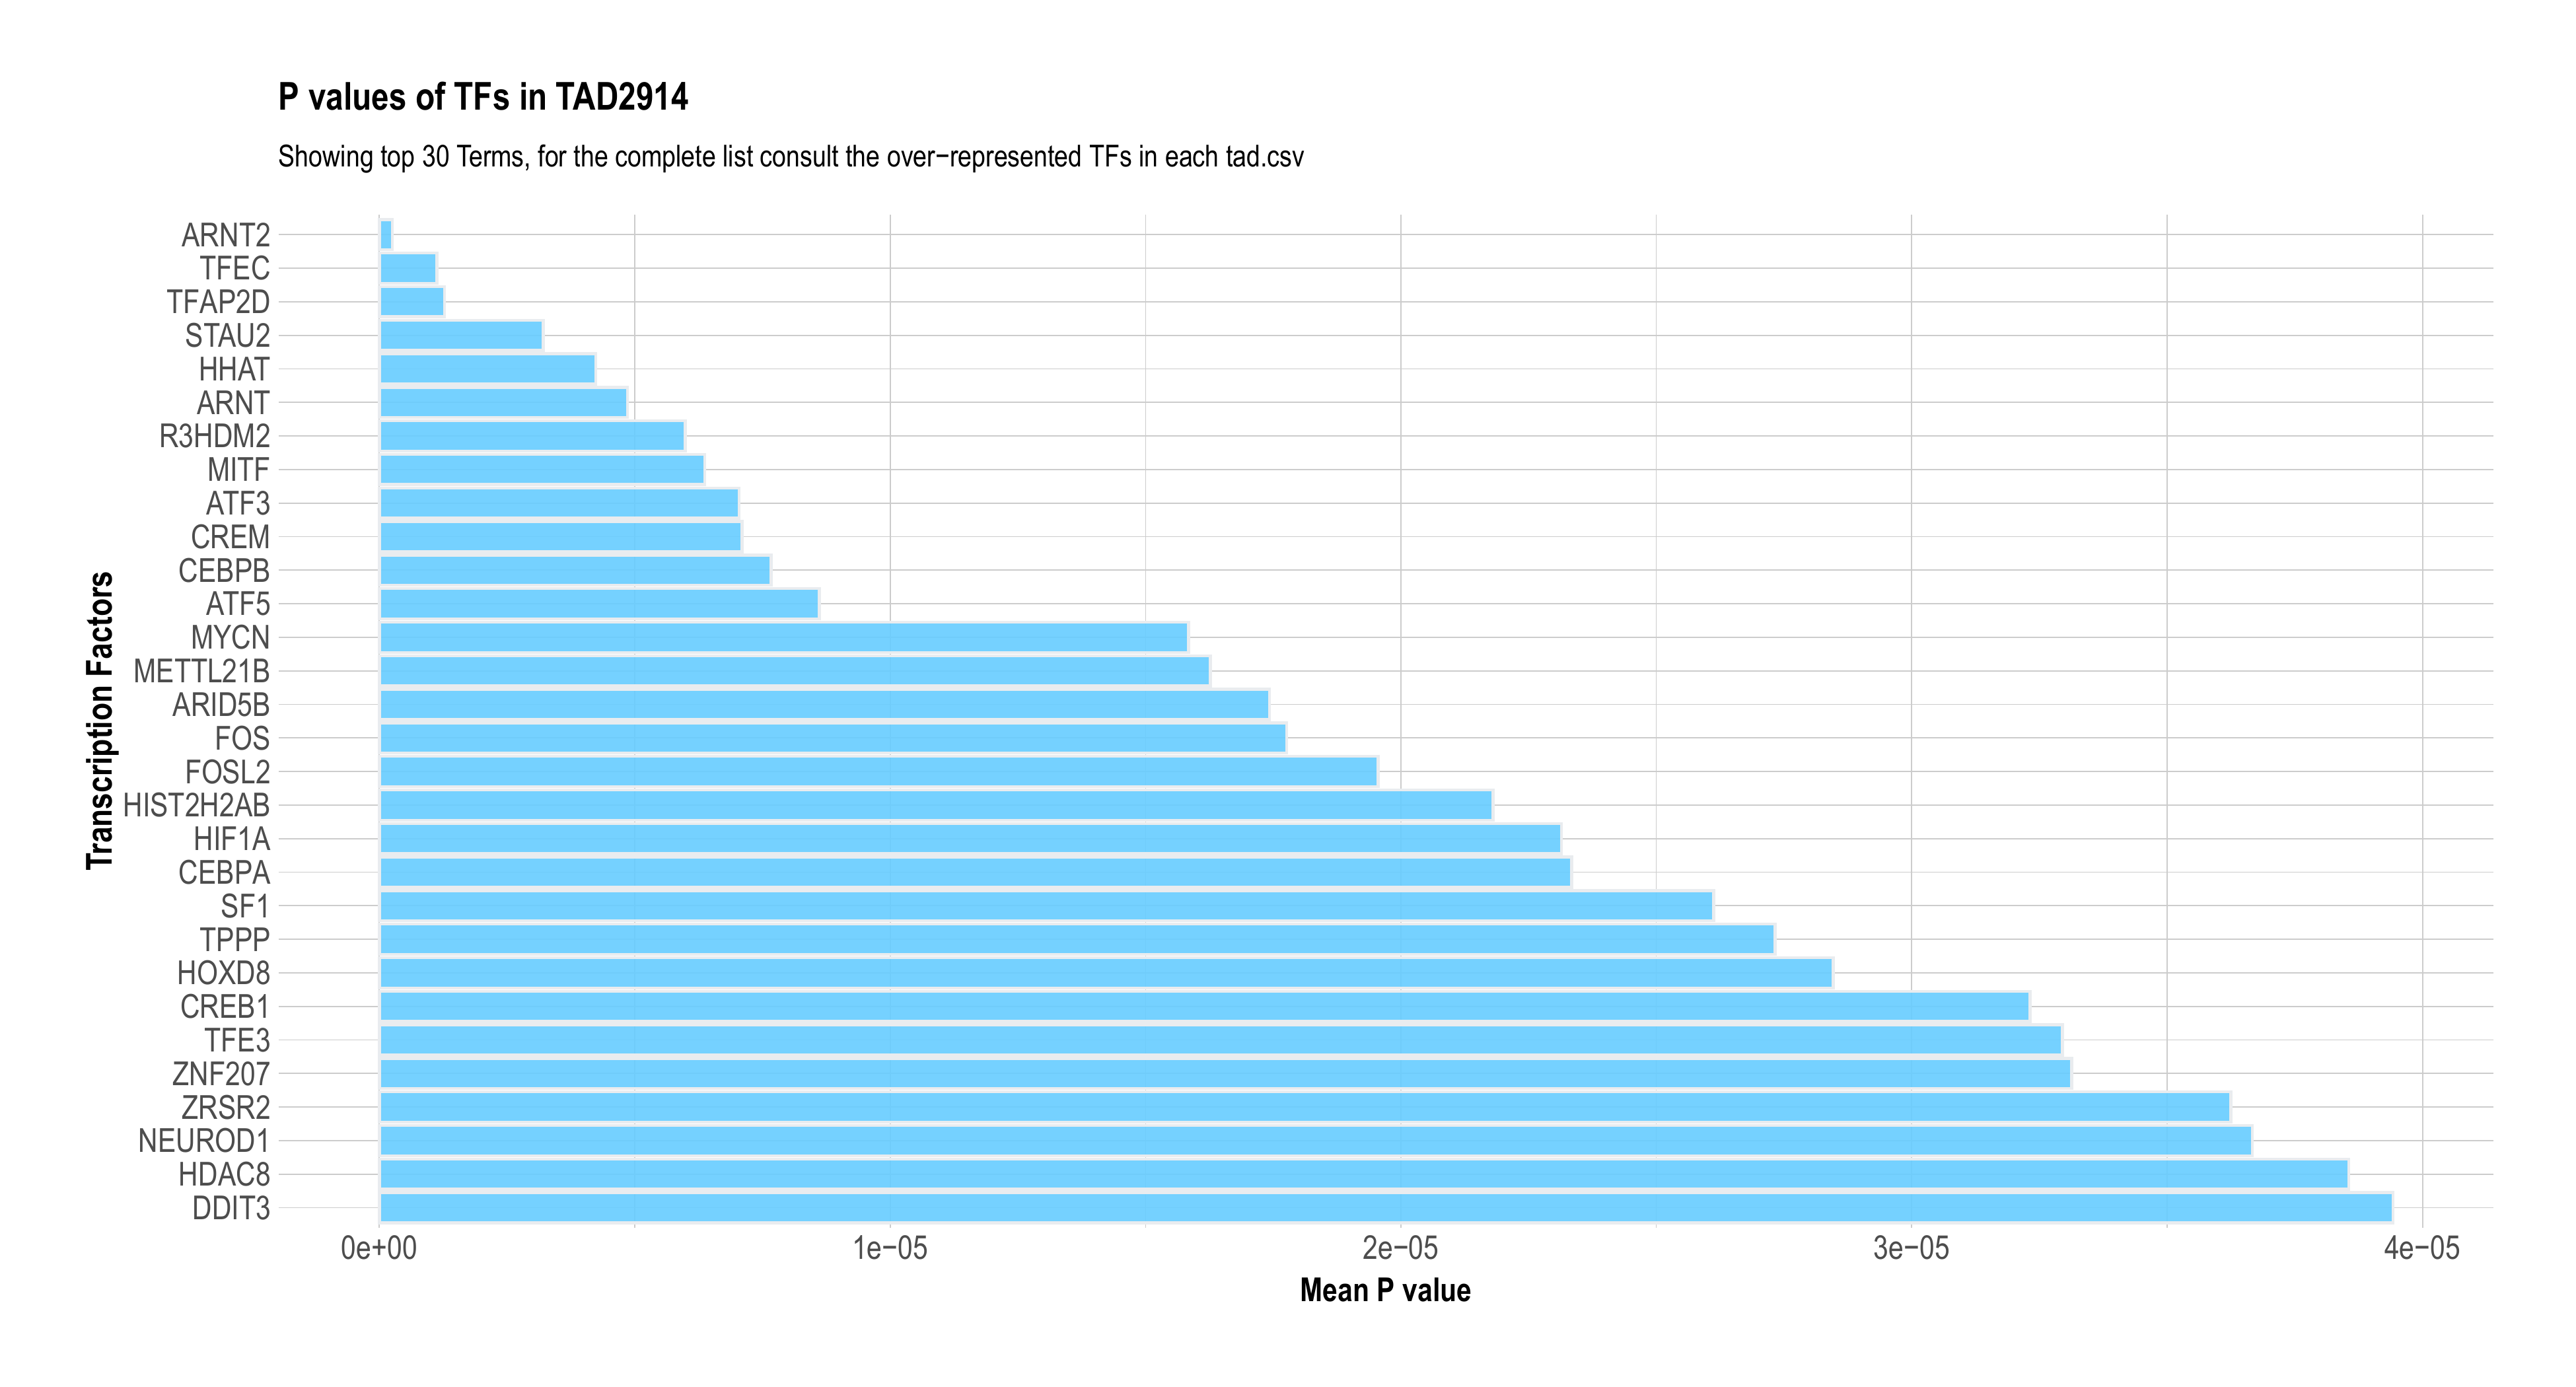 P values of TFs in TAD2914
Showing top 30 Terms, for the complete list consult the over−represented TFs in each tad.csv
Transcription Factors
ARNT2
TFEC
TFAP2D
STAU2
HHAT
ARNT
R3HDM2
MITF
ATF3
CREM
CEBPB
ATF5
MYCN
METTL21B
ARID5B
FOS
FOSL2
HIST2H2AB
HIF1A
CEBPA
SF1
TPPP
HOXD8
CREB1
TFE3
ZNF207
ZRSR2
NEUROD1
HDAC8
DDIT3
0e+00 1e−05 2e−05 3e−05 4e−05
Mean P value